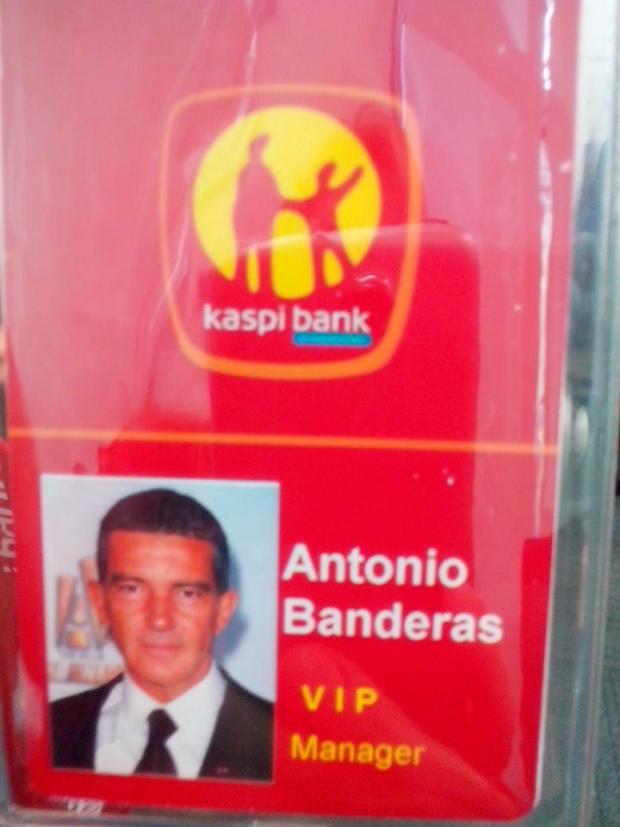 kaspi bank
Antonio
Banderas
VIP
Manager